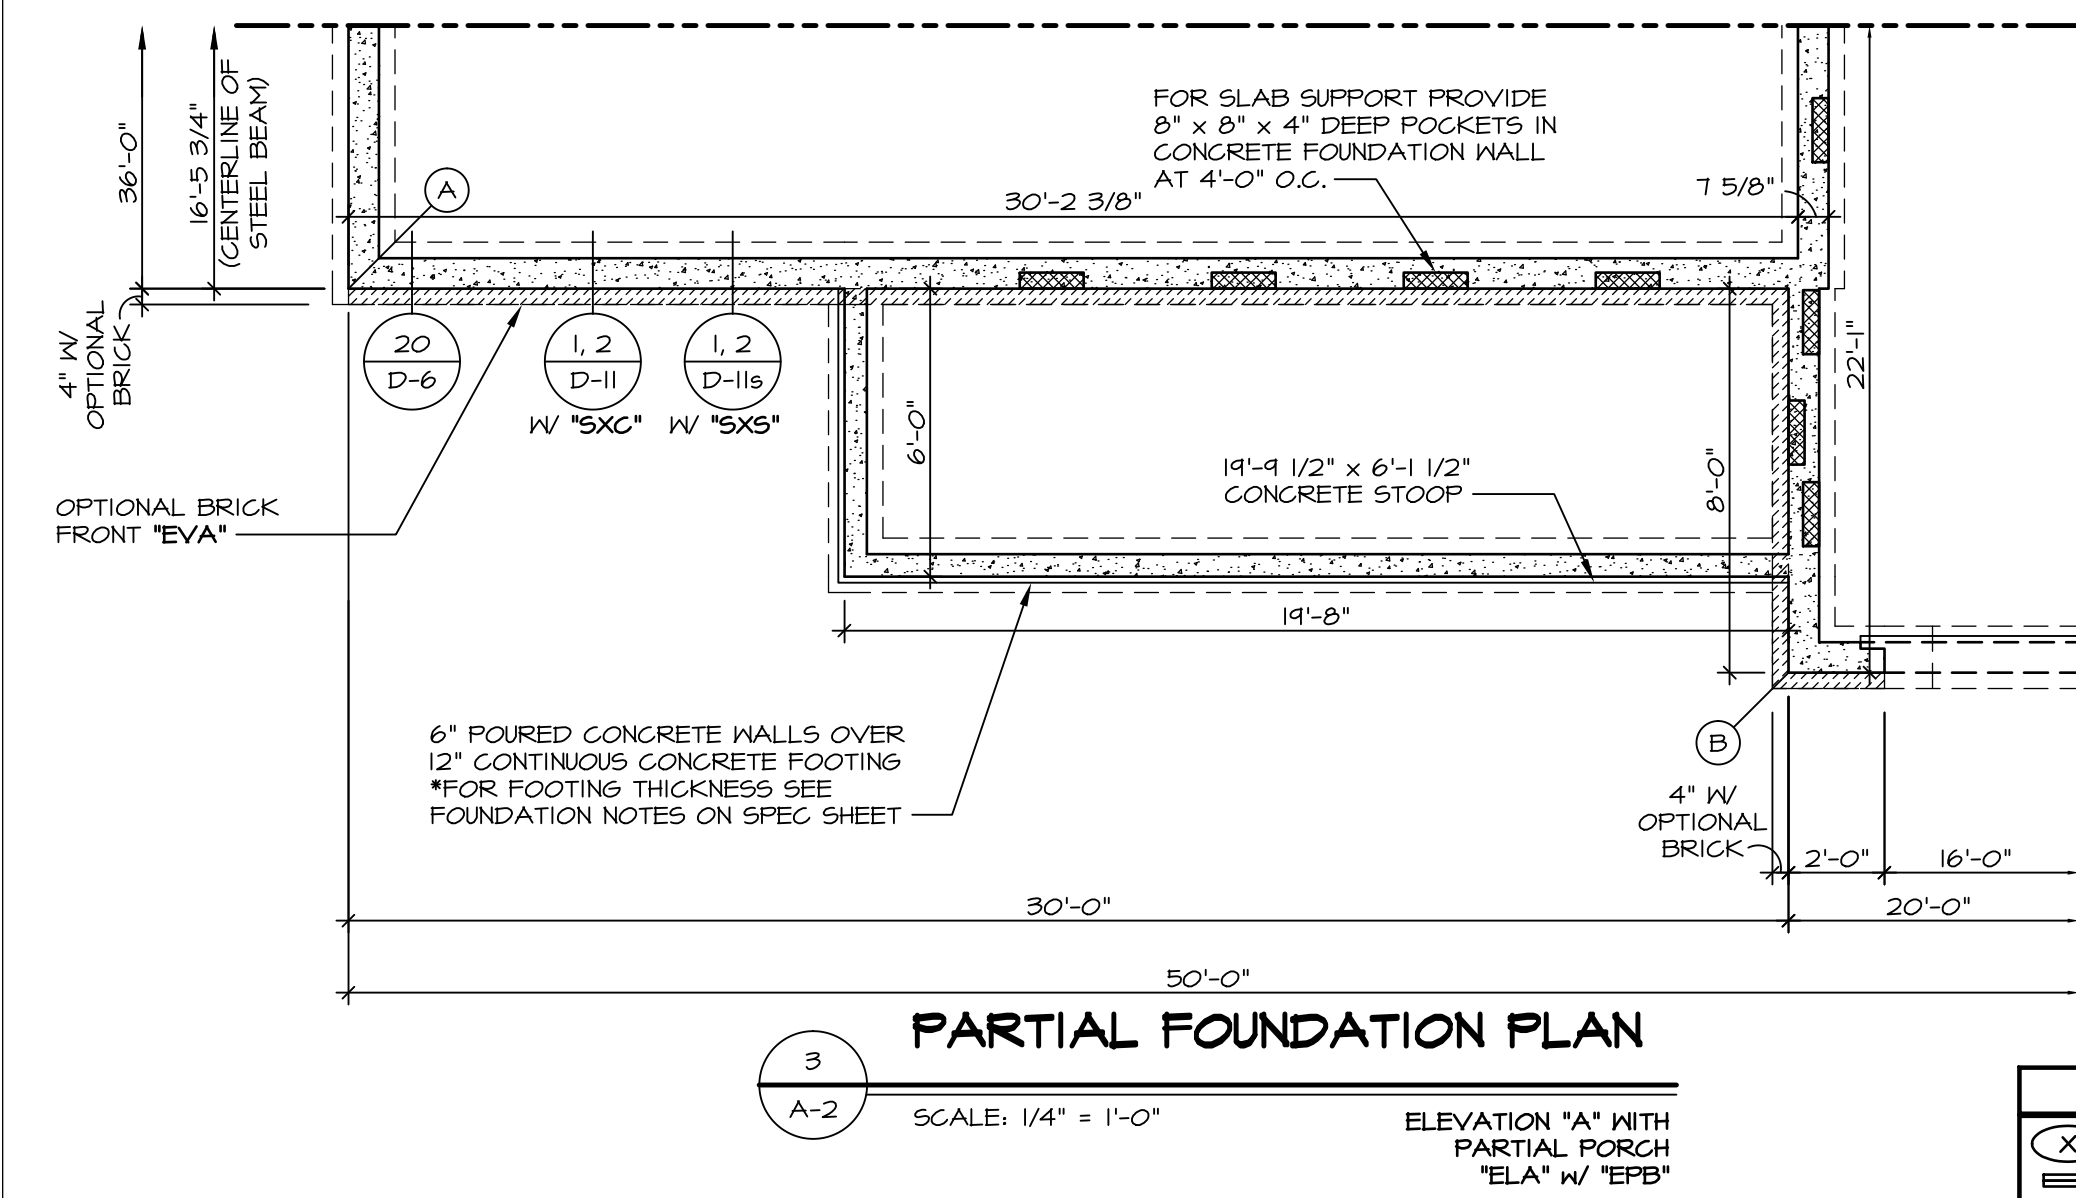 36'-0"
16'-5 3/4"
(CENTERLINE OF
STEEL BEAM)
A
FOR SLAB SUPPORT PROVIDE
8" x 8" x 4" DEEP POCKETS IN
CONCRETE FOUNDATION WALL
AT 4'-0" O.C.
30'-2 3/8"
7 5/8"
4" W/
OPTIONAL
BRICK
20
D-6
1, 2
D-11
W/ "SXC"
1, 2
D-11s
W/ "SXS"
6'-0"
8'-0"
22'-1"
19'-9 1/2" x 6'-1 1/2"
CONCRETE STOOP
OPTIONAL BRICK
FRONT "EVA"
19'-8"
6" POURED CONCRETE WALLS OVER
12" CONTINUOUS CONCRETE FOOTING
*FOR FOOTING THICKNESS SEE
FOUNDATION NOTES ON SPEC SHEET
B
4" W/
OPTIONAL
BRICK
2'-0"
16'-0"
30'-0"
20'-0"
50'-0"
PARTIAL FOUNDATION PLAN
3
A-2
SCALE: 1/4" = 1'-0"
ELEVATION "A" WITH
PARTIAL PORCH
"ELA" W/ "EPB"
X